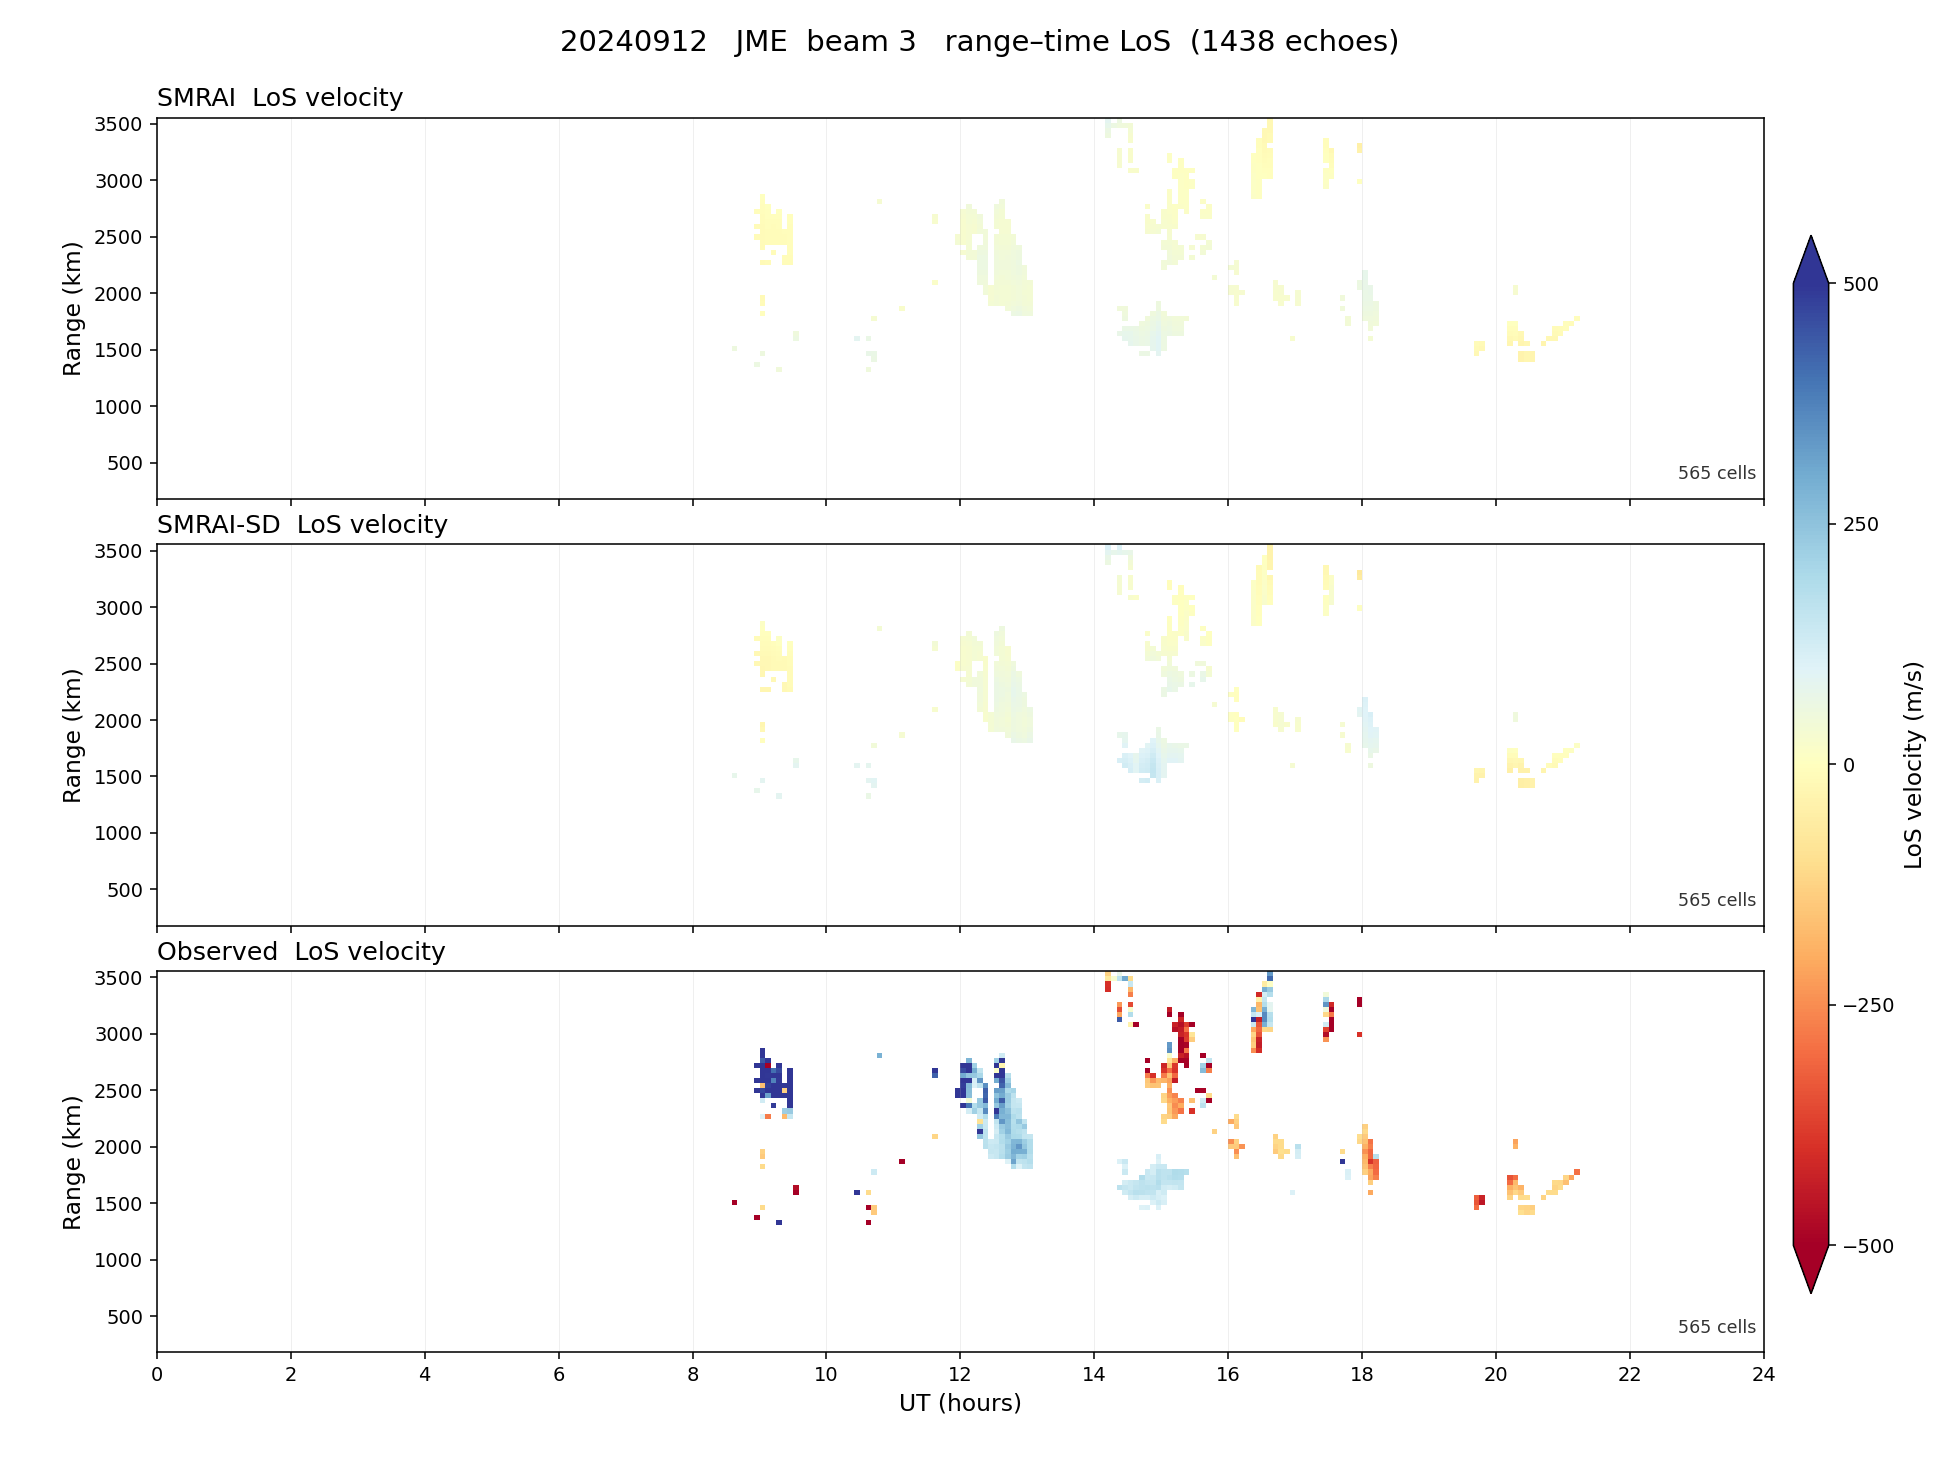 20240912   JME  beam 3   range–time LoS  (1438 echoes)
SMRAI  LoS velocity
3500
3000
2500
2000
1500
1000
500
Range (km)
565 cells
SMRAI-SD  LoS velocity
3500
3000
2500
2000
1500
1000
500
Range (km)
565 cells
Observed  LoS velocity
3500
3000
2500
2000
1500
1000
500
Range (km)
565 cells
0 2 4 6 8 10 12 14 16 18 20 22 24
UT (hours)
500
250
0
−250
−500
LoS velocity (m/s)